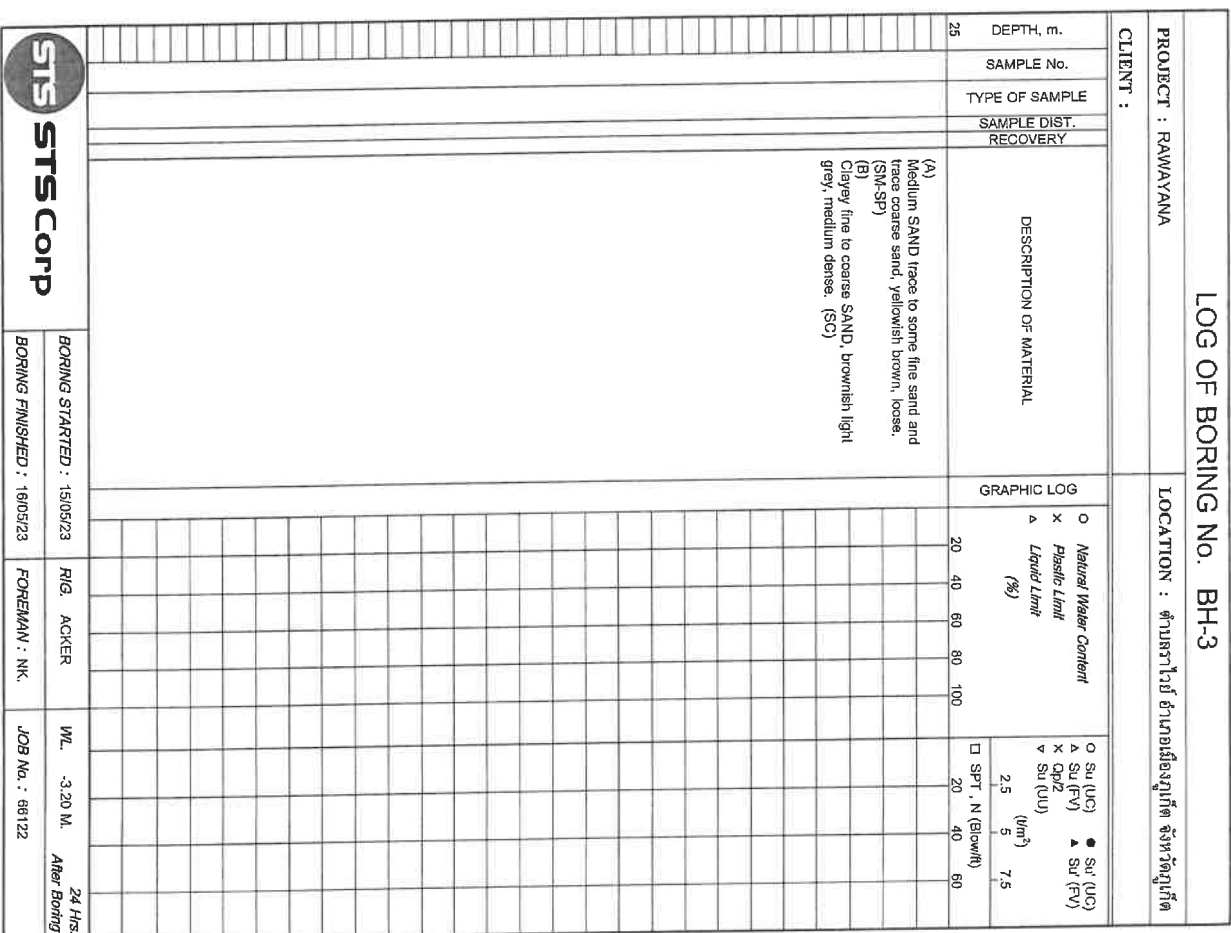 LOG OF BORING No. BH-3
PROJECT : RAWAYANA
LOCATION : ตำบลราไวย์ อำเภอเมืองภูเก็ต จังหวัดภูเก็ต
CLIENT :
DEPTH, m.
SAMPLE No.
TYPE OF SAMPLE
SAMPLE DIST.
RECOVERY
DESCRIPTION OF MATERIAL
GRAPHIC LOG
O Natural Water Content
X Plastic Limit
△ Liquid Limit
(%)
20 40 60 80 100
O Su (UC) ● Su' (UC)
△ Su (FV) ▲ Su' (FV)
X Qp/2
▽ Su (UU)
(t/m²)
2.5 5 7.5
□ SPT , N (Blow/ft)
20 40 60
25
(A)
Medium SAND trace to some fine sand and
trace coarse sand, yellowish brown, loose.
(SM-SP)
(B)
Clayey fine to coarse SAND, brownish light
grey, medium dense. (SC)
STS STS Corp
BORING STARTED : 15/05/23
RIG. ACKER
WL. -3.20 M.
24 Hrs.
After Boring
BORING FINISHED : 16/05/23
FOREMAN : NK.
JOB No. : 66122